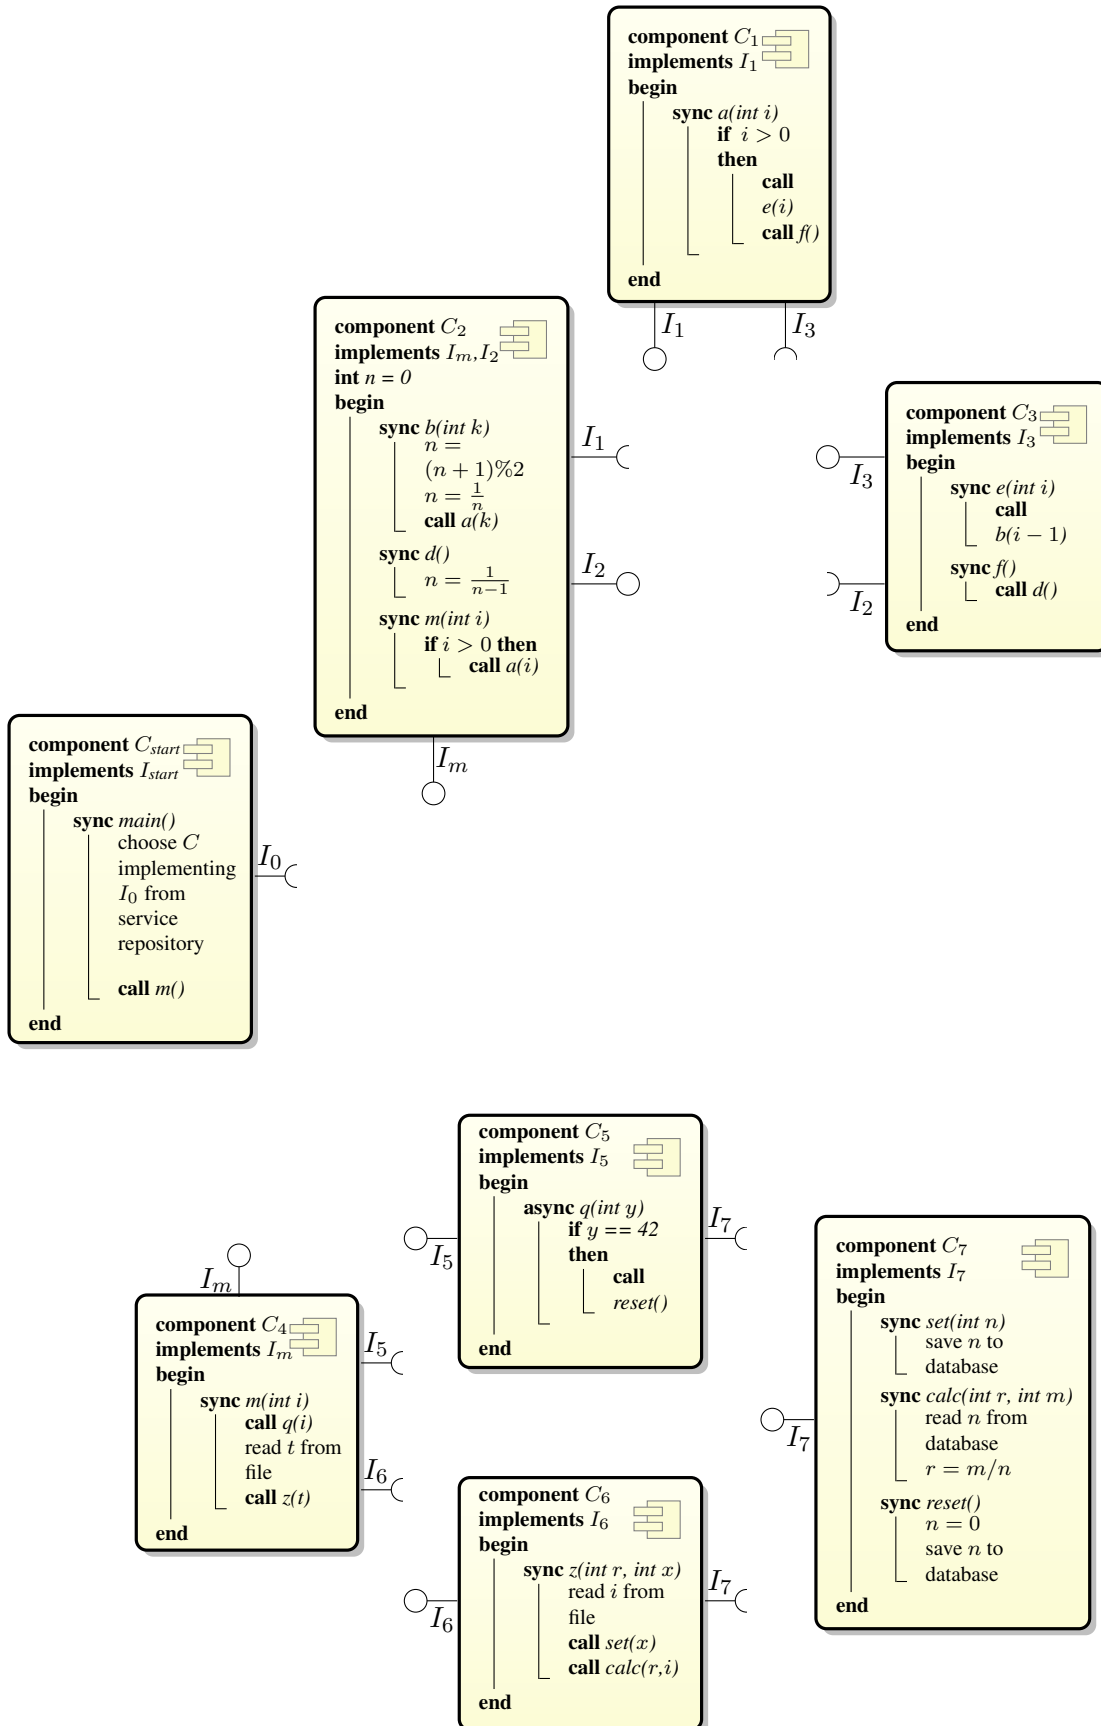 component C₁
implements I₁
begin
sync a(int i)
if i > 0
then
call
e(i)
call f()
end
I₁
I₃
component C₂
implements Iₘ,I₂
int n = 0
begin
sync b(int k)
n =
(n + 1)%2
n = 1/n
call a(k)
sync d()
n = 1/(n−1)
sync m(int i)
if i > 0 then
call a(i)
end
I₁
I₂
Iₘ
component C₃
implements I₃
begin
sync e(int i)
call
b(i − 1)
sync f()
call d()
end
I₃
I₂
component C_start
implements I_start
begin
sync main()
choose C
implementing
I₀ from
service
repository
call m()
end
I₀
component C₅
implements I₅
begin
async q(int y)
if y == 42
then
call
reset()
end
I₅
I₇
Iₘ
component C₄
implements Iₘ
begin
sync m(int i)
call q(i)
read t from
file
call z(t)
end
I₅
I₆
component C₆
implements I₆
begin
sync z(int r, int x)
read i from
file
call set(x)
call calc(r,i)
end
I₆
I₇
component C₇
implements I₇
begin
sync set(int n)
save n to
database
sync calc(int r, int m)
read n from
database
r = m/n
sync reset()
n = 0
save n to
database
end
I₇